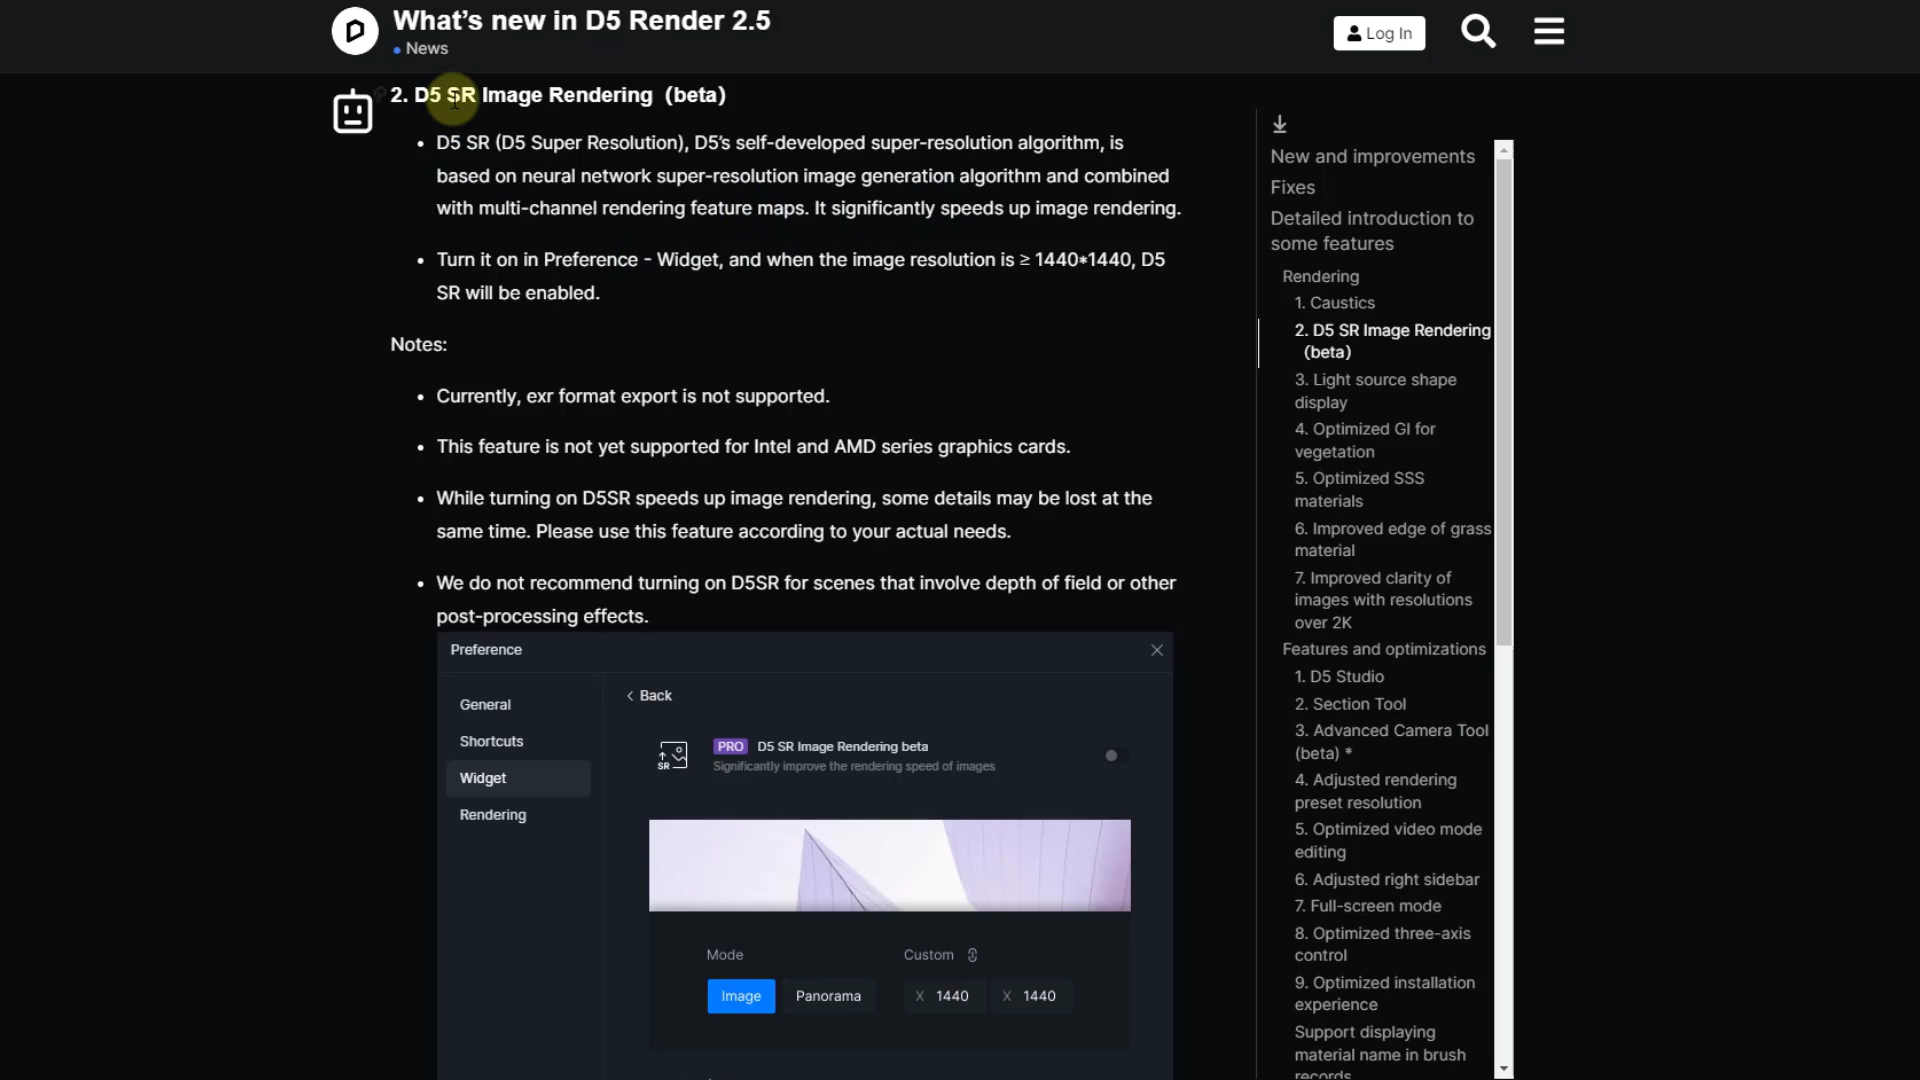 What's new in D5 Render 2.5
News
Log In
2. D5 SR Image Rendering (beta)
• D5 SR (D5 Super Resolution), D5's self-developed super-resolution algorithm, is
based on neural network super-resolution image generation algorithm and combined
with multi-channel rendering feature maps. It significantly speeds up image rendering.
• Turn it on in Preference - Widget, and when the image resolution is ≥ 1440*1440, D5
SR will be enabled.
Notes:
• Currently, exr format export is not supported.
• This feature is not yet supported for Intel and AMD series graphics cards.
• While turning on D5SR speeds up image rendering, some details may be lost at the
same time. Please use this feature according to your actual needs.
• We do not recommend turning on D5SR for scenes that involve depth of field or other
post-processing effects.
Preference
General
Shortcuts
Widget
Rendering
< Back
SR
PRO D5 SR Image Rendering beta
Significantly improve the rendering speed of images
Mode
Custom
Image
Panorama
X 1440
X 1440
New and improvements
Fixes
Detailed introduction to
some features
Rendering
1. Caustics
2. D5 SR Image Rendering
(beta)
3. Light source shape
display
4. Optimized GI for
vegetation
5. Optimized SSS
materials
6. Improved edge of grass
material
7. Improved clarity of
images with resolutions
over 2K
Features and optimizations
1. D5 Studio
2. Section Tool
3. Advanced Camera Tool
(beta) *
4. Adjusted rendering
preset resolution
5. Optimized video mode
editing
6. Adjusted right sidebar
7. Full-screen mode
8. Optimized three-axis
control
9. Optimized installation
experience
Support displaying
material name in brush
records